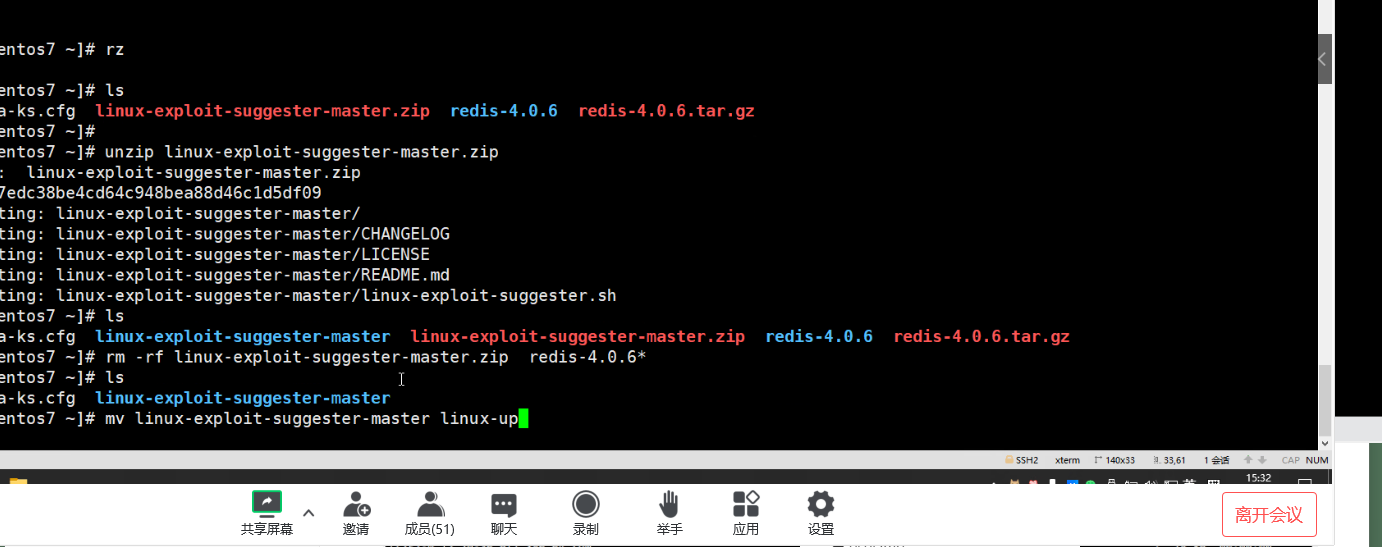 entos7 ~]# rz
entos7 ~]# ls
a-ks.cfg  linux-exploit-suggester-master.zip  redis-4.0.6  redis-4.0.6.tar.gz
entos7 ~]#
entos7 ~]# unzip linux-exploit-suggester-master.zip
:  linux-exploit-suggester-master.zip
7edc38be4cd64c948bea88d46c1d5df09
ting: linux-exploit-suggester-master/
ting: linux-exploit-suggester-master/CHANGELOG
ting: linux-exploit-suggester-master/LICENSE
ting: linux-exploit-suggester-master/README.md
ting: linux-exploit-suggester-master/linux-exploit-suggester.sh
entos7 ~]# ls
a-ks.cfg  linux-exploit-suggester-master  linux-exploit-suggester-master.zip  redis-4.0.6  redis-4.0.6.tar.gz
entos7 ~]# rm -rf linux-exploit-suggester-master.zip  redis-4.0.6*
entos7 ~]# ls
a-ks.cfg  linux-exploit-suggester-master
entos7 ~]# mv linux-exploit-suggester-master linux-up
SSH2 xterm 140x33 33,61 1 会话 CAP NUM
英 15:32
共享屏幕 邀请 成员(51) 聊天 录制 举手 应用 设置 离开会议